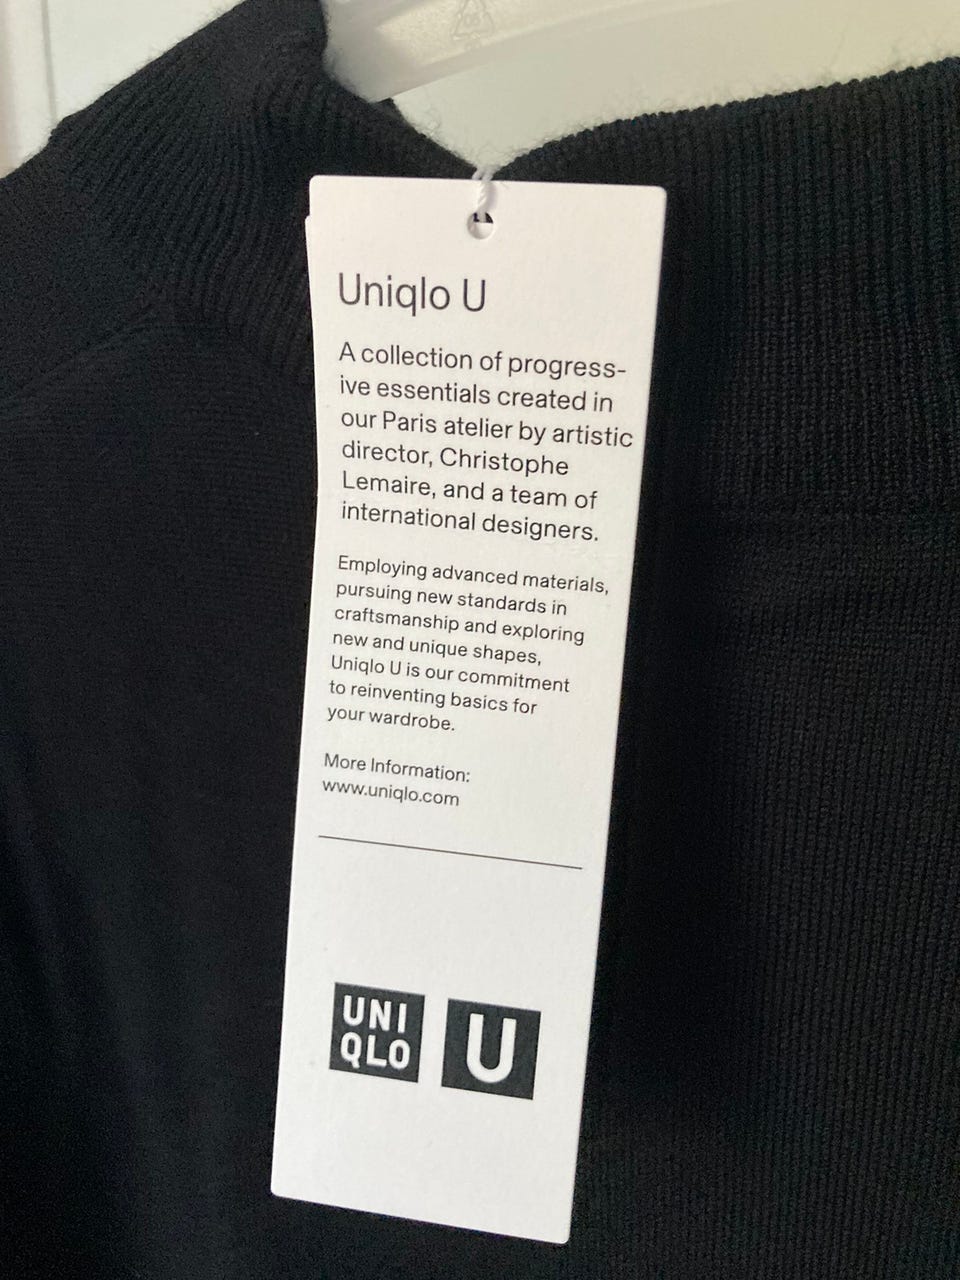 Uniqlo U
A collection of progress-
ive essentials created in
our Paris atelier by artistic
director, Christophe
Lemaire, and a team of
international designers.
Employing advanced materials,
pursuing new standards in
craftsmanship and exploring
new and unique shapes,
Uniqlo U is our commitment
to reinventing basics for
your wardrobe.
More Information:
www.uniqlo.com
UNI
QLO
U